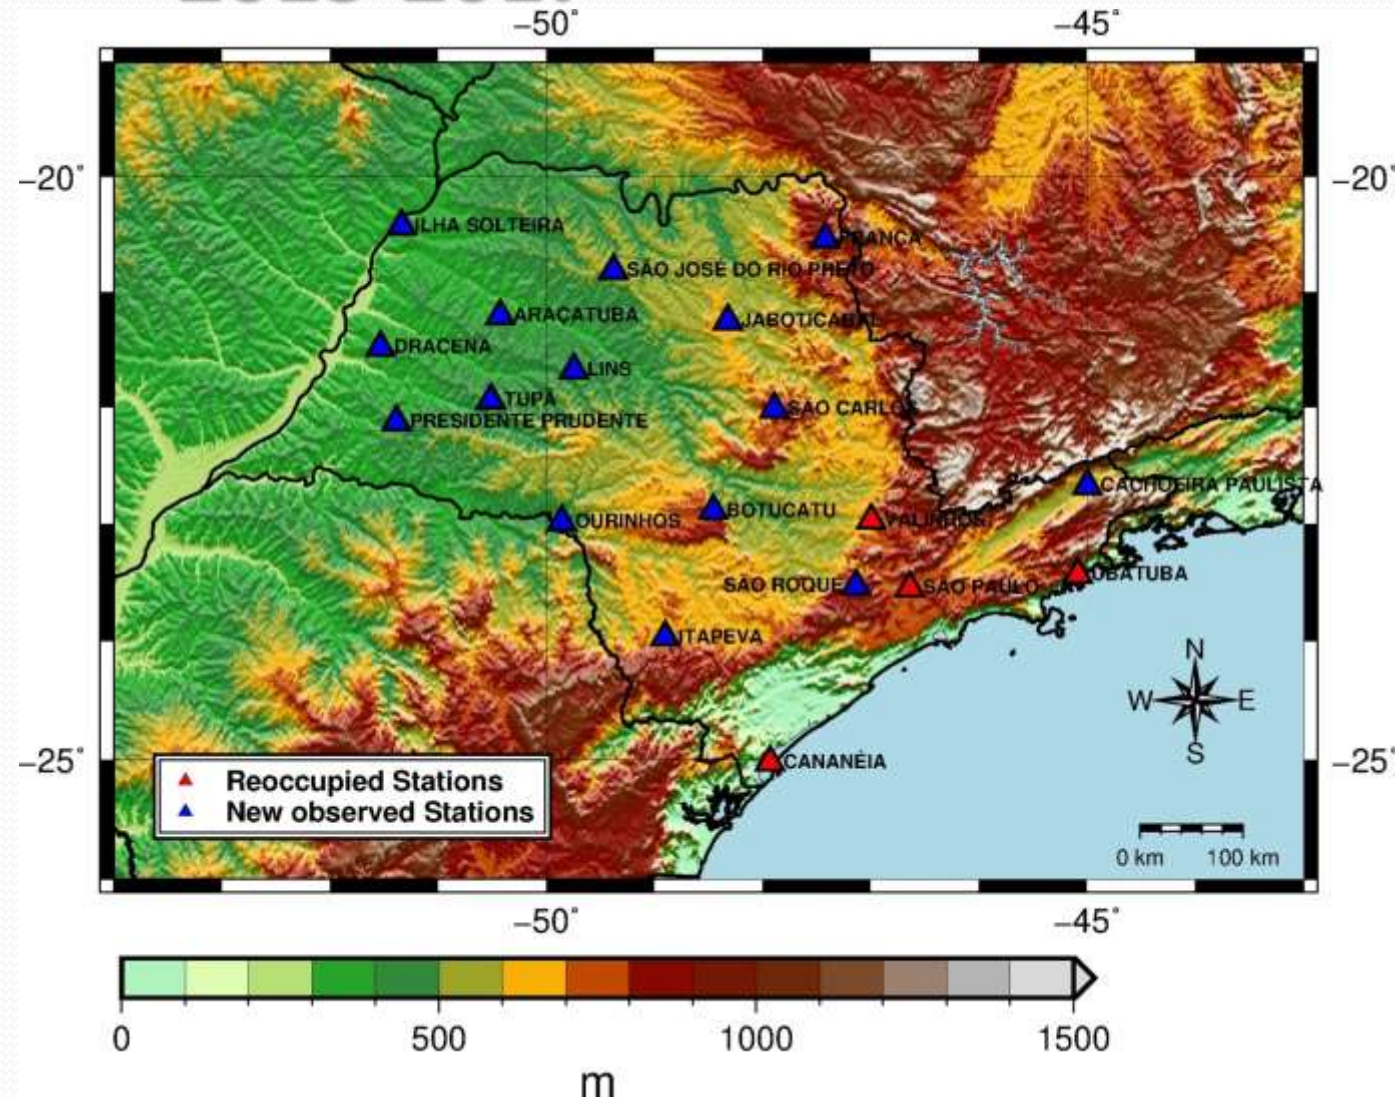 −50° −45°
−20° −20°
ILHA SOLTEIRA
FRANCA
SÃO JOSÉ DO RIO PRETO
ARAÇATUBA
JABOTICABAL
DRACENA
LINS
TUPÃ
SÃO CARLOS
PRESIDENTE PRUDENTE
CACHOEIRA PAULISTA
BOTUCATU
OURINHOS
VALINHOS
UBATUBA
SÃO ROQUE
SÃO PAULO
ITAPEVA
N
W E
S
−25° −25°
CANANÉIA
Reoccupied Stations
New observed Stations
0 km 100 km
−50° −45°
0 500 1000 1500
m